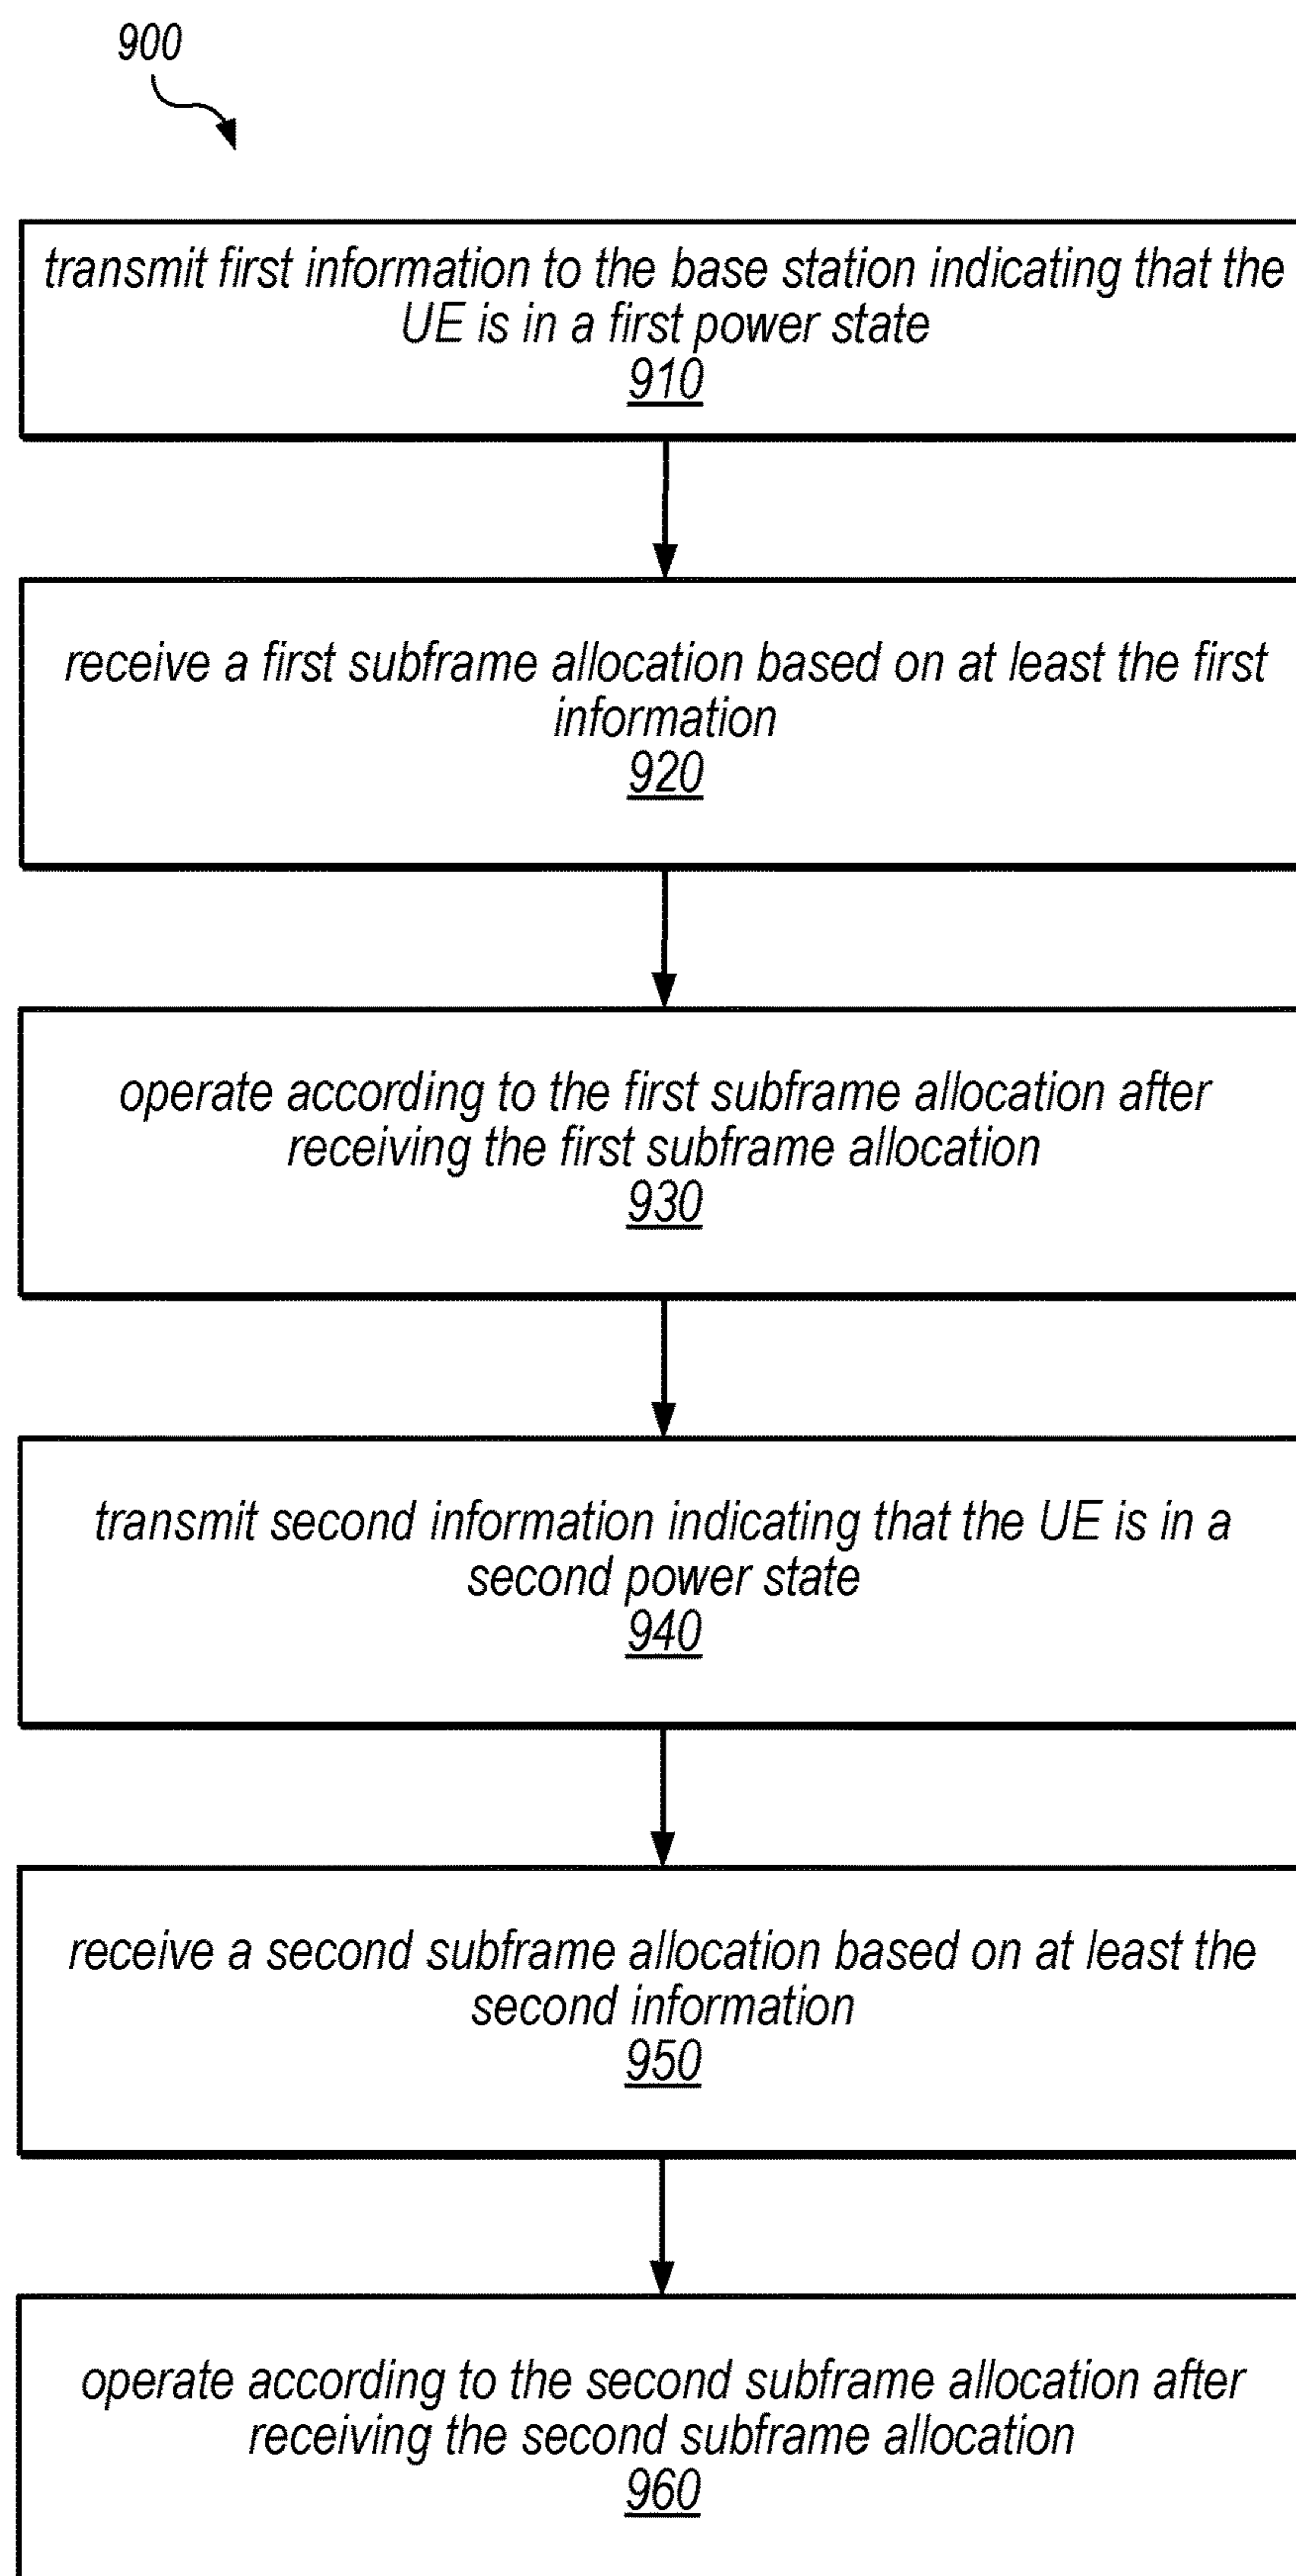 900
transmit first information to the base station indicating that the
UE is in a first power state
910
receive a first subframe allocation based on at least the first
information
920
operate according to the first subframe allocation after
receiving the first subframe allocation
930
transmit second information indicating that the UE is in a
second power state
940
receive a second subframe allocation based on at least the
second information
950
operate according to the second subframe allocation after
receiving the second subframe allocation
960